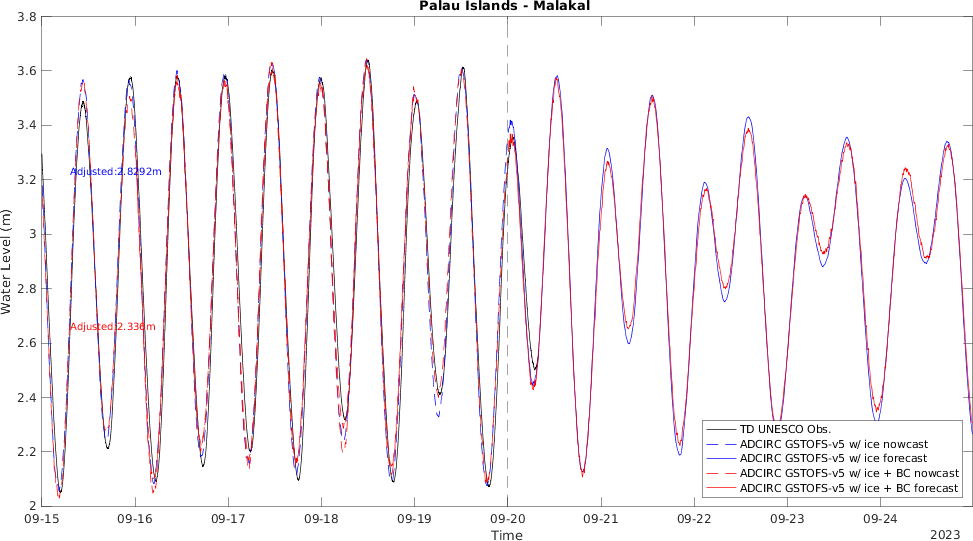 Palau Islands - Malakal
3.8
3.6
3.4
3.2
3
2.8
2.6
2.4
2.2
2
Water Level (m)
Adjusted:2.8292m
Adjusted:2.336m
TD UNESCO Obs.
ADCIRC GSTOFS-v5 w/ ice nowcast
ADCIRC GSTOFS-v5 w/ ice forecast
ADCIRC GSTOFS-v5 w/ ice + BC nowcast
ADCIRC GSTOFS-v5 w/ ice + BC forecast
09-15 09-16 09-17 09-18 09-19 09-20 09-21 09-22 09-23 09-24
Time
2023